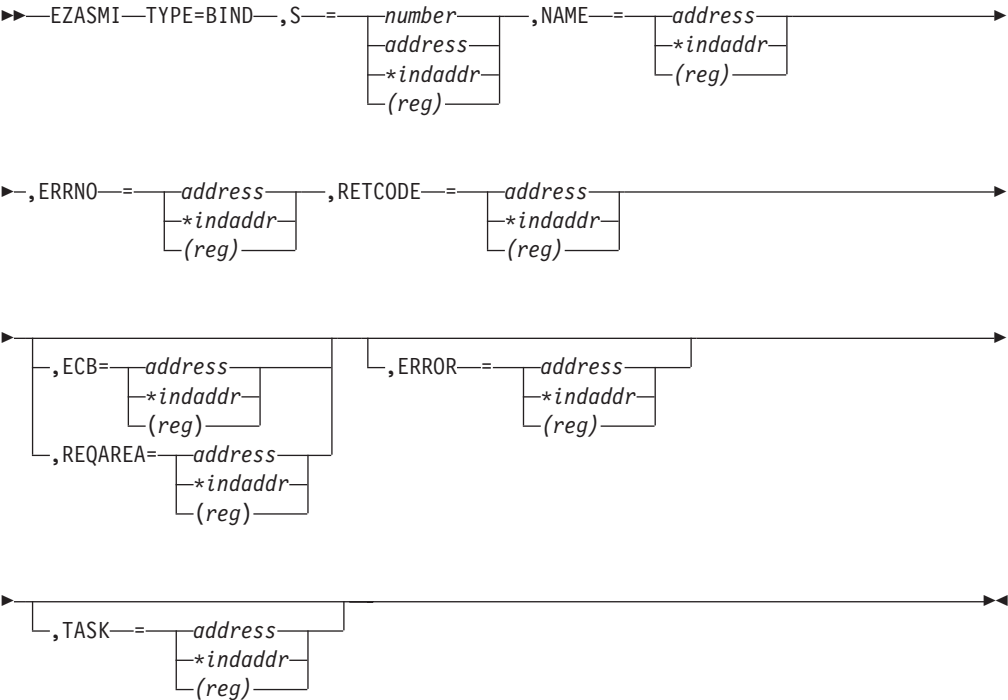 EZASMI TYPE=BIND ,S = number ,NAME = address
address *indaddr
*indaddr (reg)
(reg)
,ERRNO = address ,RETCODE = address
*indaddr *indaddr
(reg) (reg)
,ECB= address ,ERROR = address
*indaddr *indaddr
(reg) (reg)
,REQAREA= address
*indaddr
(reg)
,TASK = address
*indaddr
(reg)